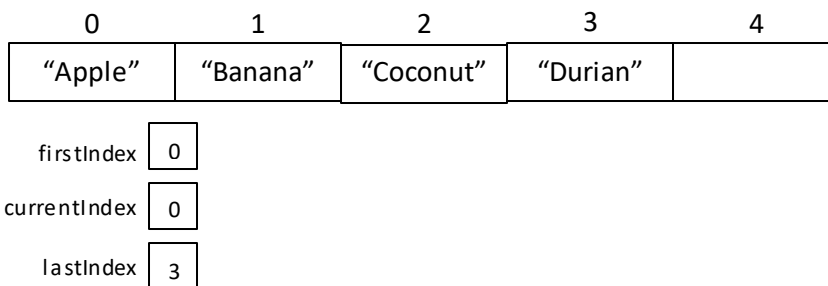 0 1 2 3 4
“Apple” “Banana” “Coconut” “Durian”
firstIndex 0
currentIndex 0
lastIndex 3